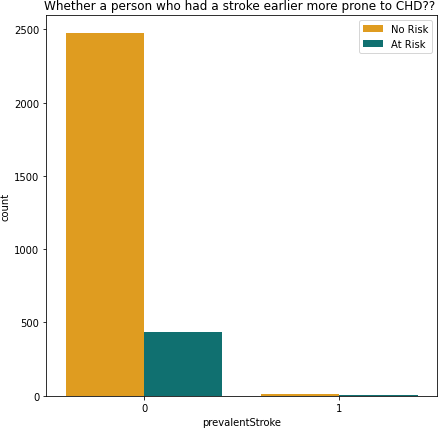 Whether a person who had a stroke earlier more prone to CHD??
No Risk
At Risk
2500
2000
1500
1000
500
0
count
0 1
prevalentStroke